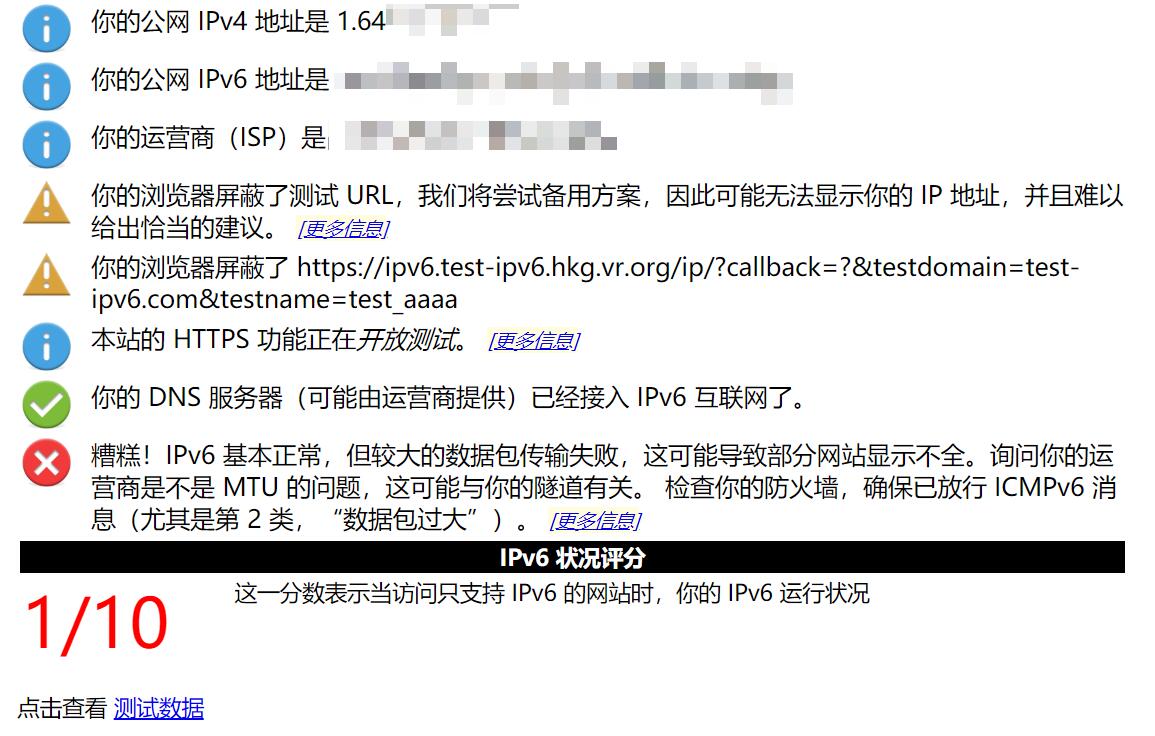 你的公网 IPv4 地址是 1.64
你的公网 IPv6 地址是
你的运营商（ISP）是
你的浏览器屏蔽了测试 URL，我们将尝试备用方案，因此可能无法显示你的 IP 地址，并且难以
给出恰当的建议。 [更多信息]
你的浏览器屏蔽了 https://ipv6.test-ipv6.hkg.vr.org/ip/?callback=?&testdomain=test-
ipv6.com&testname=test_aaaa
本站的 HTTPS 功能正在开放测试。 [更多信息]
你的 DNS 服务器（可能由运营商提供）已经接入 IPv6 互联网了。
糟糕！IPv6 基本正常，但较大的数据包传输失败，这可能导致部分网站显示不全。询问你的运
营商是不是 MTU 的问题，这可能与你的隧道有关。 检查你的防火墙，确保已放行 ICMPv6 消
息（尤其是第 2 类，“数据包过大”）。 [更多信息]
IPv6 状况评分
1/10
这一分数表示当访问只支持 IPv6 的网站时，你的 IPv6 运行状况
点击查看 测试数据